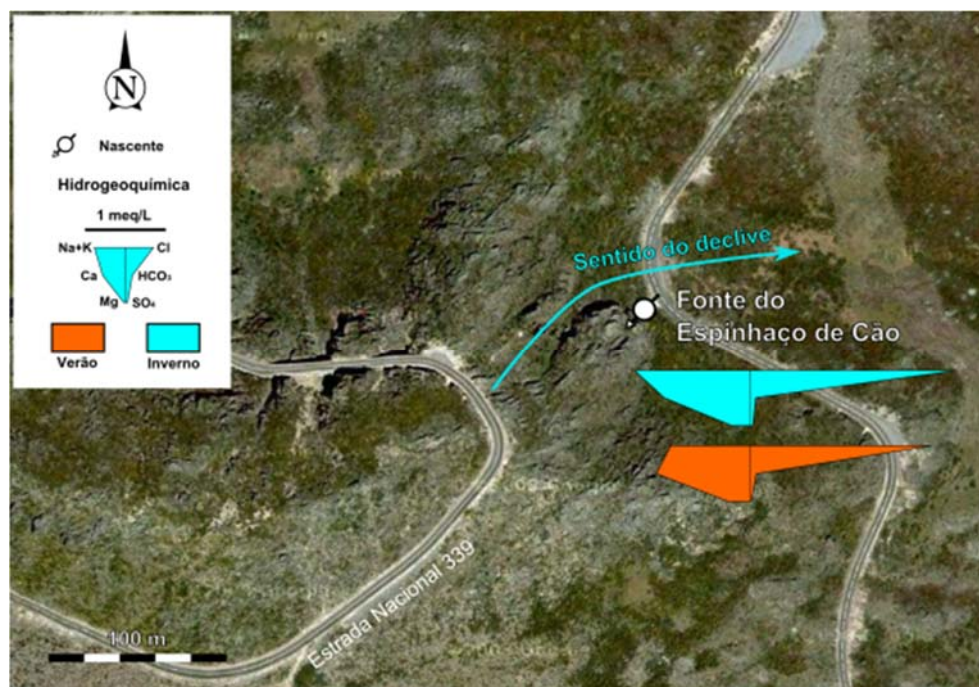 N
Nascente
Hidrogeoquímica
1 meq/L
Na+K Cl
Ca HCO₃
Mg SO₄
Verão Inverno
Sentido do declive
Fonte do
Espinhaço de Cão
Estrada Nacional 339
100 m